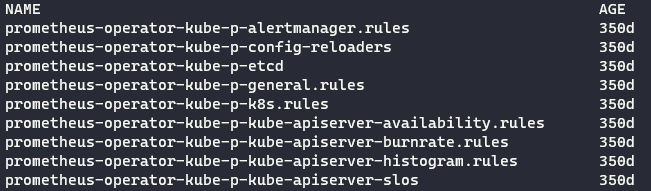 NAME AGE
prometheus-operator-kube-p-alertmanager.rules 350d
prometheus-operator-kube-p-config-reloaders 350d
prometheus-operator-kube-p-etcd 350d
prometheus-operator-kube-p-general.rules 350d
prometheus-operator-kube-p-k8s.rules 350d
prometheus-operator-kube-p-kube-apiserver-availability.rules 350d
prometheus-operator-kube-p-kube-apiserver-burnrate.rules 350d
prometheus-operator-kube-p-kube-apiserver-histogram.rules 350d
prometheus-operator-kube-p-kube-apiserver-slos 350d